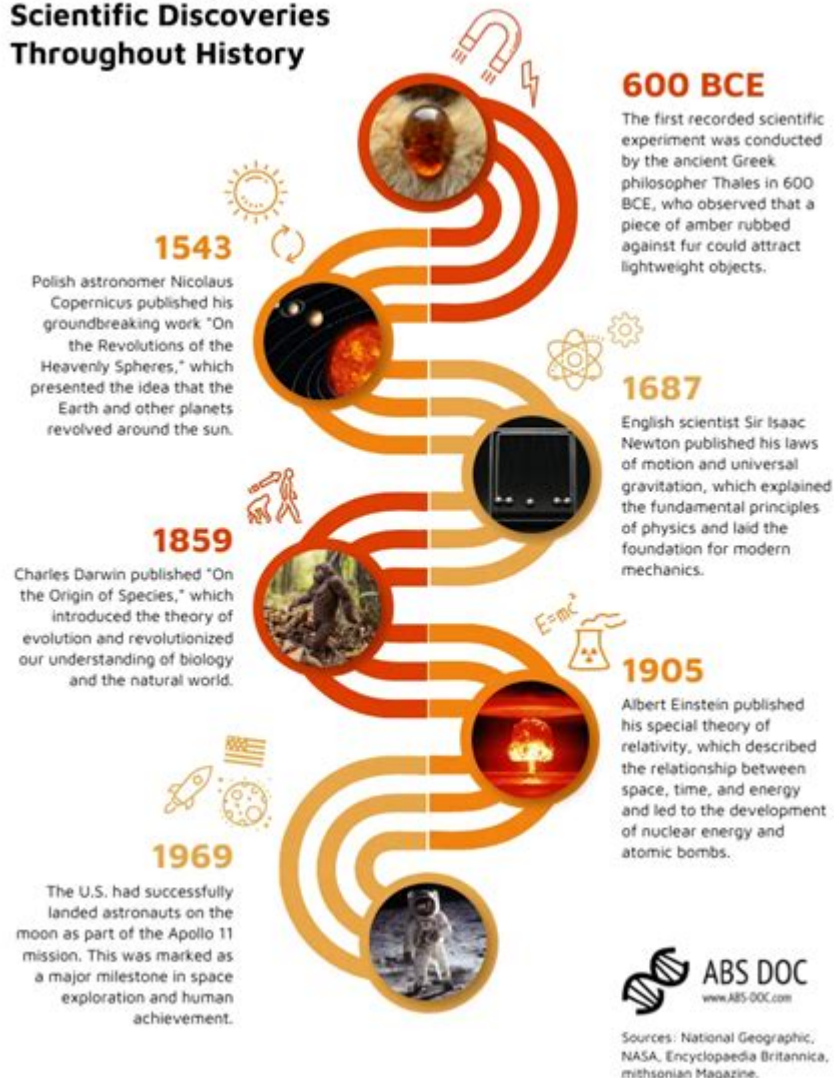 Scientific Discoveries
Throughout History
600 BCE
The first recorded scientific
experiment was conducted
by the ancient Greek
philosopher Thales in 600
BCE, who observed that a
piece of amber rubbed
against fur could attract
lightweight objects.
1543
Polish astronomer Nicolaus
Copernicus published his
groundbreaking work "On
the Revolutions of the
Heavenly Spheres," which
presented the idea that the
Earth and other planets
revolved around the sun.
1687
English scientist Sir Isaac
Newton published his laws
of motion and universal
gravitation, which explained
the fundamental principles
of physics and laid the
foundation for modern
mechanics.
1859
Charles Darwin published "On
the Origin of Species," which
introduced the theory of
evolution and revolutionized
our understanding of biology
and the natural world.
E=mc²
1905
Albert Einstein published
his special theory of
relativity, which described
the relationship between
space, time, and energy
and led to the development
of nuclear energy and
atomic bombs.
1969
The U.S. had successfully
landed astronauts on the
moon as part of the Apollo 11
mission. This was marked as
a major milestone in space
exploration and human
achievement.
ABS DOC
www.ABS-DOC.com
Sources: National Geographic,
NASA, Encyclopaedia Britannica,
mithsonian Magazine.